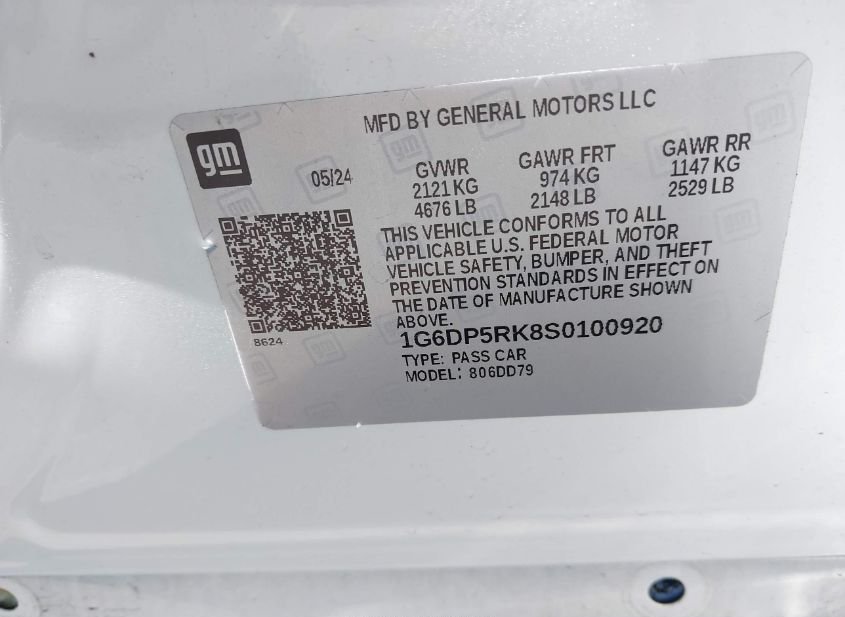 MFD BY GENERAL MOTORS LLC
gm
05/24
GVWR GAWR FRT GAWR RR
2121 KG 974 KG 1147 KG
4676 LB 2148 LB 2529 LB
THIS VEHICLE CONFORMS TO ALL
APPLICABLE U.S. FEDERAL MOTOR
VEHICLE SAFETY, BUMPER, AND THEFT
PREVENTION STANDARDS IN EFFECT ON
THE DATE OF MANUFACTURE SHOWN
ABOVE.
8624
1G6DP5RK8S0100920
TYPE: PASS CAR
MODEL: 806DD79